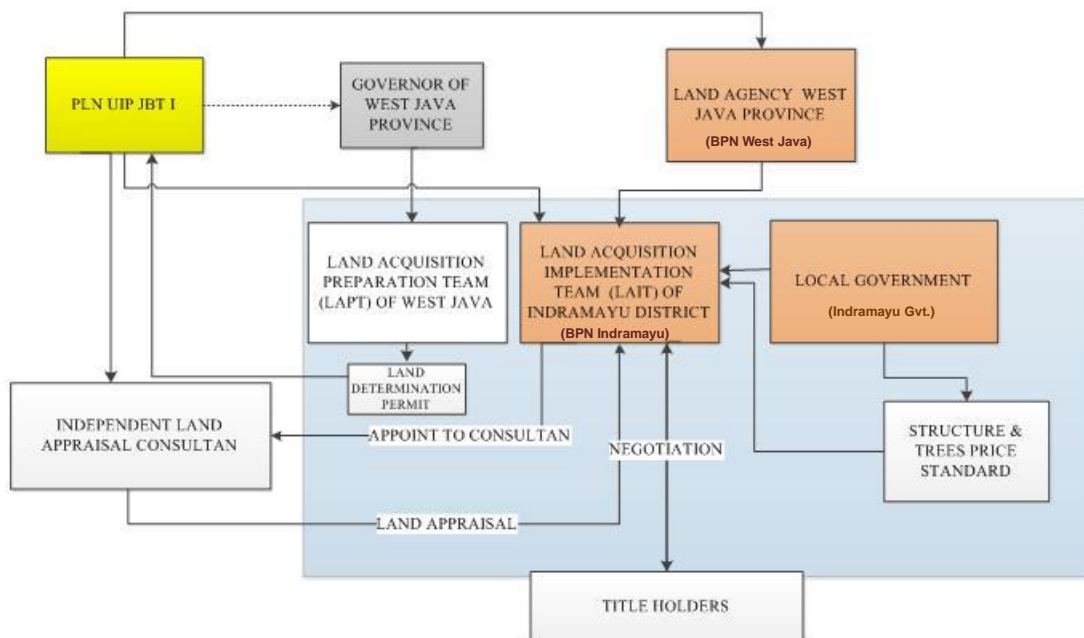 PLN UIP JBT I
GOVERNOR OF
WEST JAVA
PROVINCE
LAND AGENCY WEST
JAVA PROVINCE
(BPN West Java)
LAND ACQUISITION
PREPARATION TEAM
(LAPT) OF WEST JAVA
LAND ACQUISITION
IMPLEMENTATION
TEAM (LAIT) OF
INDRAMAYU DISTRICT
(BPN Indramayu)
LOCAL GOVERNMENT
(Indramayu Gvt.)
LAND
DETERMINATION
PERMIT
INDEPENDENT LAND
APPRAISAL CONSULTAN
APPOINT TO CONSULTAN
NEGOTIATION
STRUCTURE &
TREES PRICE
STANDARD
LAND APPRAISAL
TITLE HOLDERS